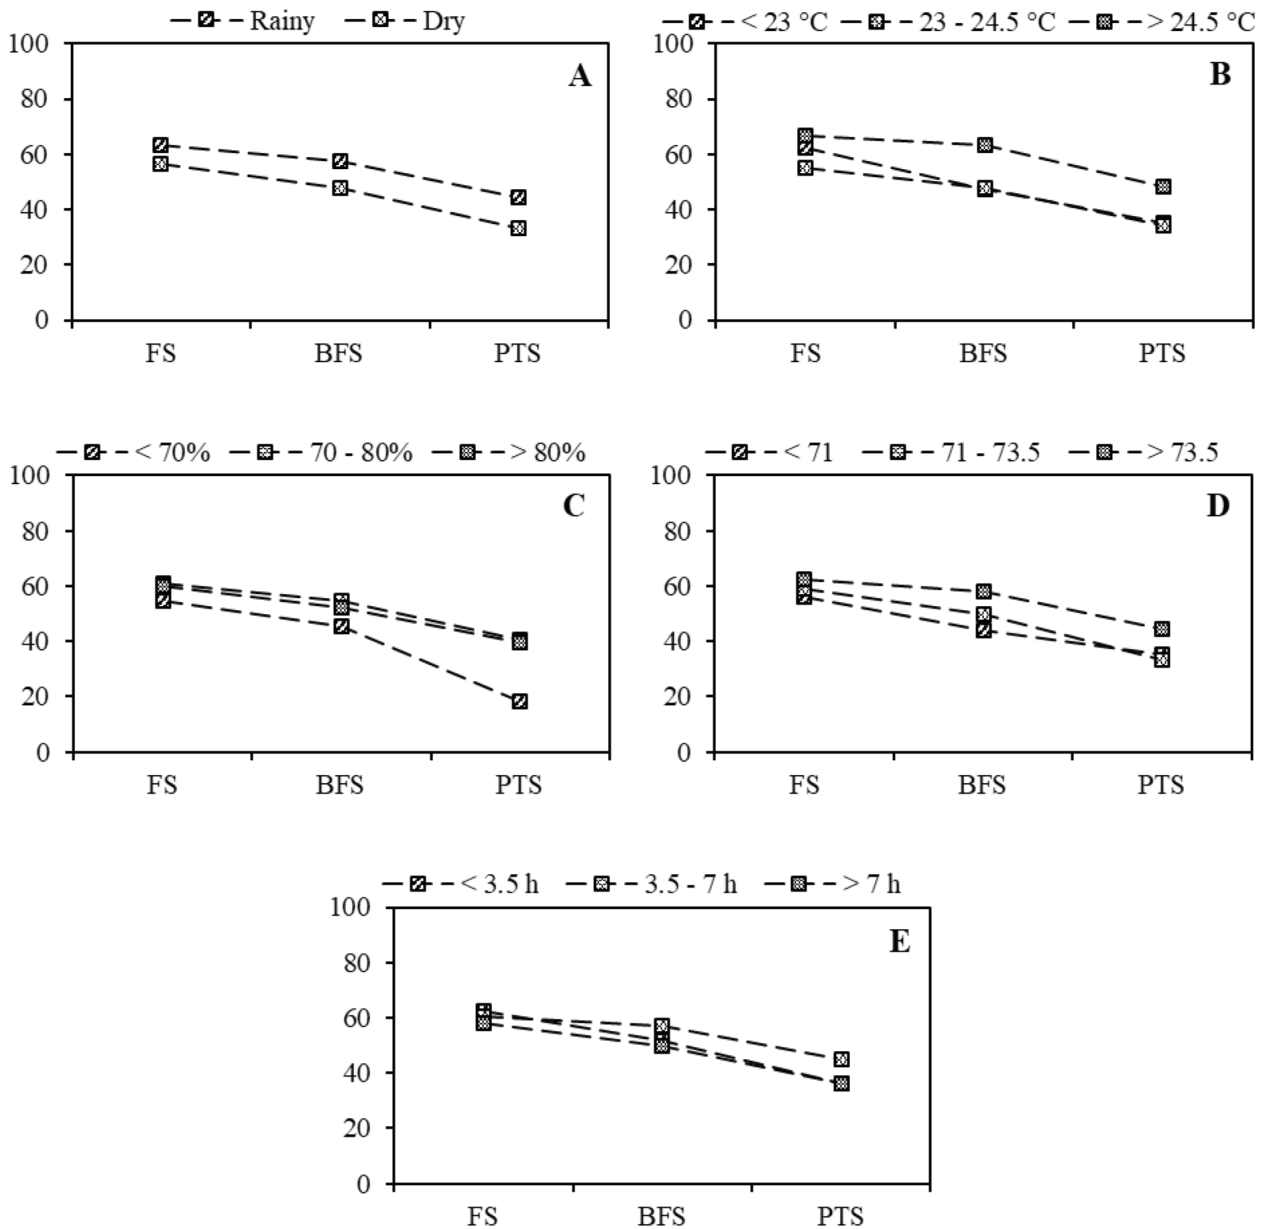 Rainy Dry
A
100
80
60
40
20
0
FS BFS PTS
< 23 °C 23 - 24.5 °C > 24.5 °C
B
100
80
60
40
20
0
FS BFS PTS
< 70% 70 - 80% > 80%
C
100
80
60
40
20
0
FS BFS PTS
< 71 71 - 73.5 > 73.5
D
100
80
60
40
20
0
FS BFS PTS
< 3.5 h 3.5 - 7 h > 7 h
E
100
80
60
40
20
0
FS BFS PTS